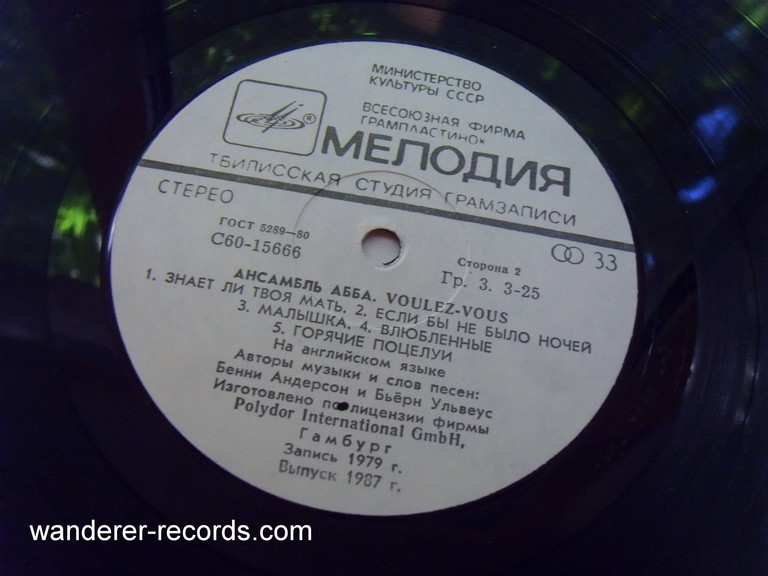 МИНИСТЕРСТВО
КУЛЬТУРЫ СССР
ВСЕСОЮЗНАЯ ФИРМА
ГРАМПЛАСТИНОК
® МЕЛОДИЯ
ТБИЛИССКАЯ СТУДИЯ ГРАМЗАПИСИ
СТЕРЕО
33
ГОСТ 5289—80
С60-15666
Сторона 2
Гр. 3. 3-25
АНСАМБЛЬ АББА. VOULEZ-VOUS
1. ЗНАЕТ ЛИ ТВОЯ МАТЬ. 2. ЕСЛИ БЫ НЕ БЫЛО НОЧЕЙ
3. МАЛЫШКА. 4. ВЛЮБЛЕННЫЕ
5. ГОРЯЧИЕ ПОЦЕЛУИ
На английском языке
Авторы музыки и слов песен:
Бенни Андерсон и Бьёрн Ульвеус
Изготовлено по лицензии фирмы
Polydor International GmbH,
Гамбург
Запись 1979 г.
Выпуск 1987 г.
wanderer-records.com